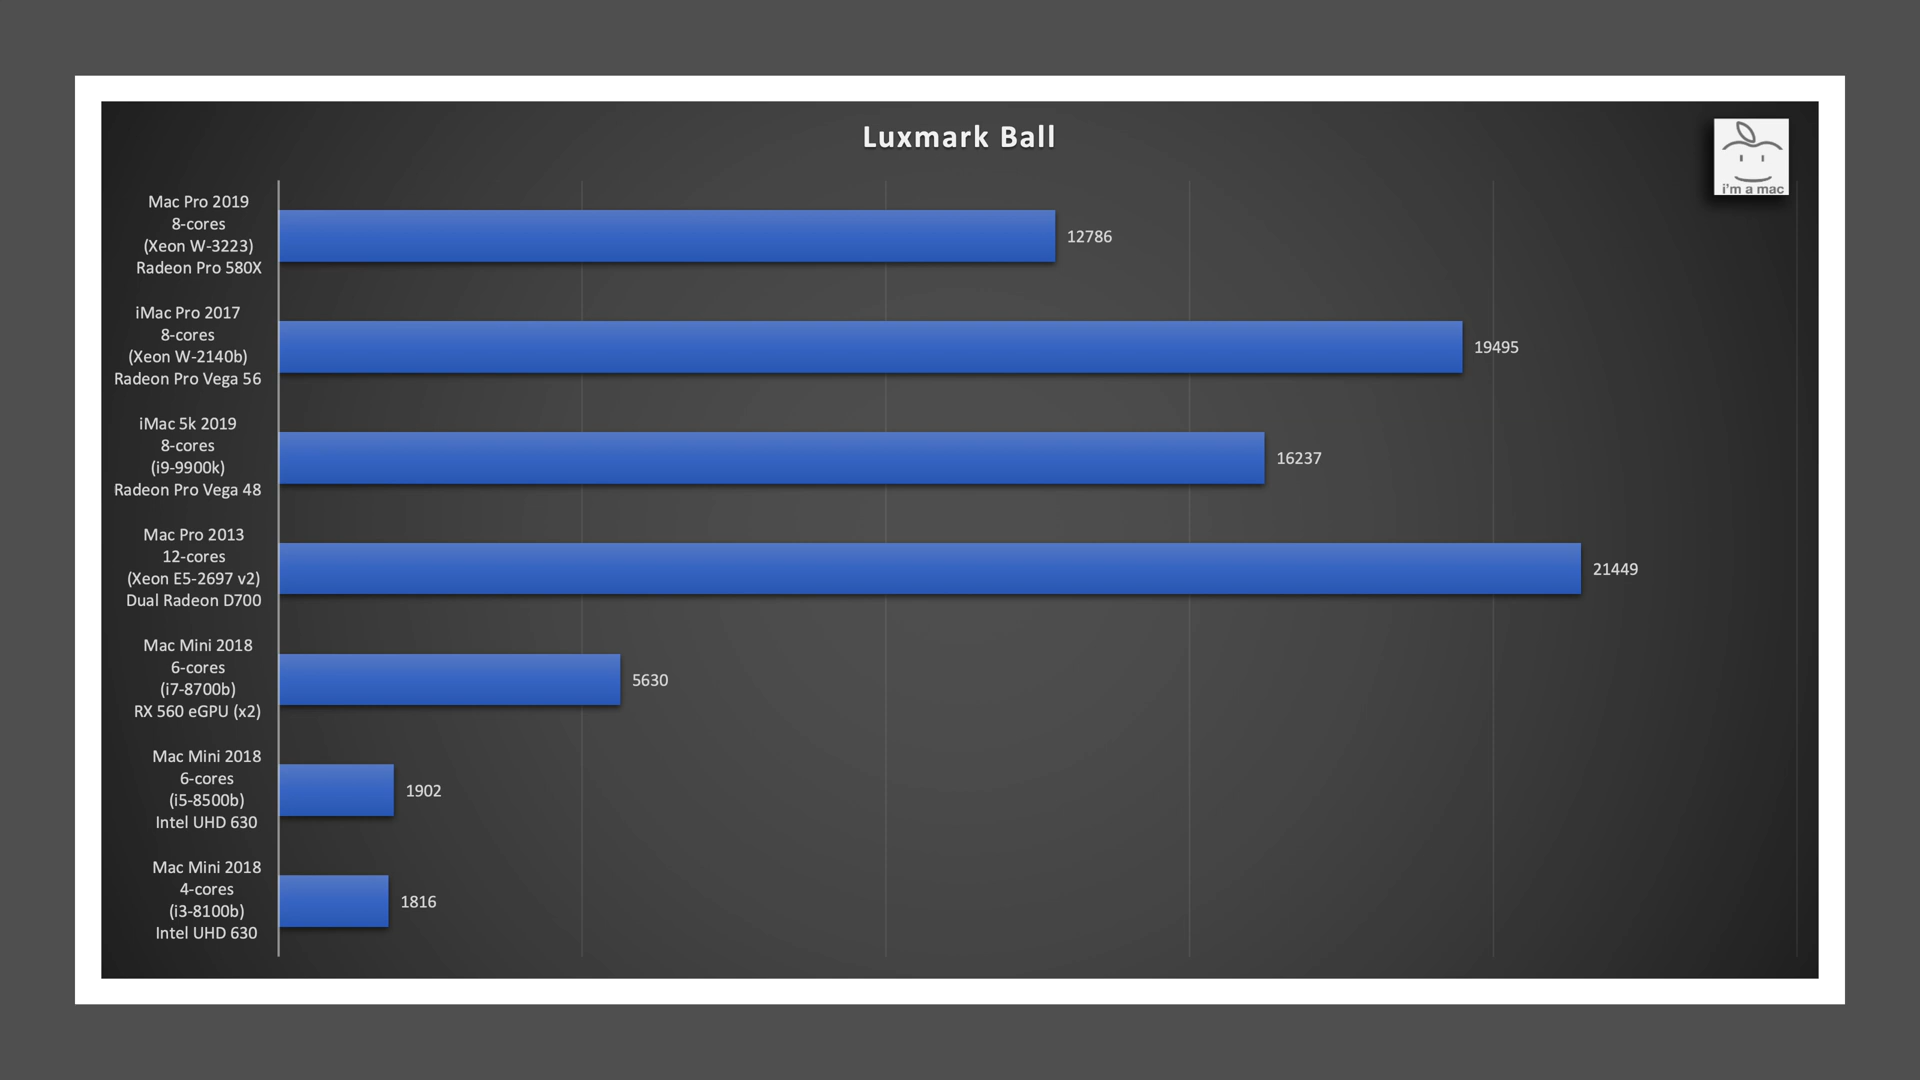 Luxmark Ball
i'm a mac
Mac Pro 2019
8-cores
(Xeon W-3223)
Radeon Pro 580X
12786
iMac Pro 2017
8-cores
(Xeon W-2140b)
Radeon Pro Vega 56
19495
iMac 5k 2019
8-cores
(i9-9900k)
Radeon Pro Vega 48
16237
Mac Pro 2013
12-cores
(Xeon E5-2697 v2)
Dual Radeon D700
21449
Mac Mini 2018
6-cores
(i7-8700b)
RX 560 eGPU (x2)
5630
Mac Mini 2018
6-cores
(i5-8500b)
Intel UHD 630
1902
Mac Mini 2018
4-cores
(i3-8100b)
Intel UHD 630
1816